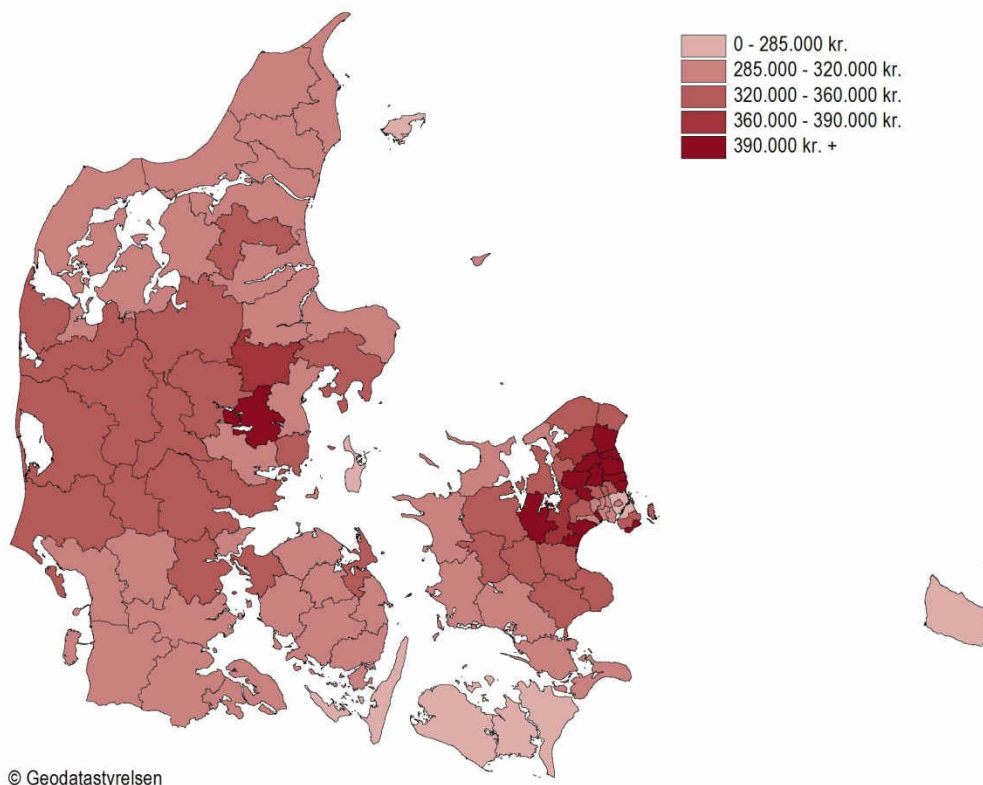 0 - 285.000 kr.
285.000 - 320.000 kr.
320.000 - 360.000 kr.
360.000 - 390.000 kr.
390.000 kr. +
© Geodatastyrelsen